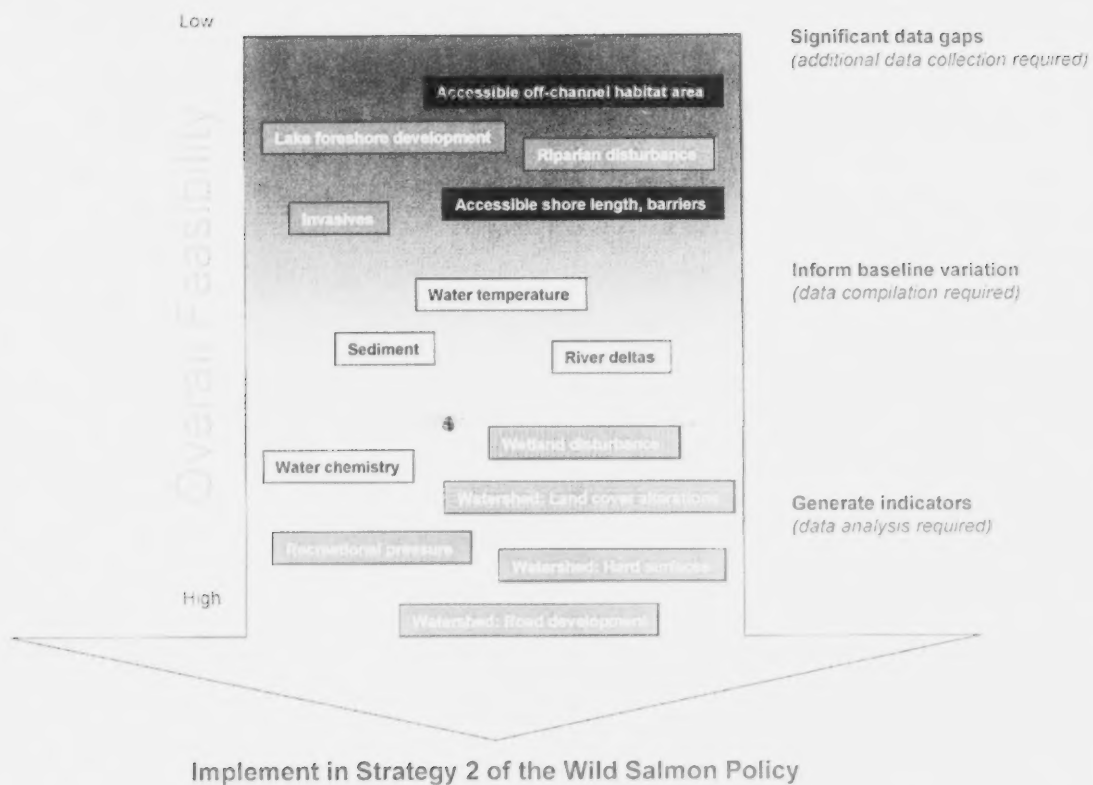 Low
Significant data gaps
(additional data collection required)
Accessible off-channel habitat area
Lake foreshore development
Riparian disturbance
Accessible shore length, barriers
Invasives
Overall Feasibility
Inform baseline variation
(data compilation required)
Water temperature
Sediment
River deltas
Wetland disturbance
Water chemistry
Watershed: Land cover alterations
Generate indicators
(data analysis required)
Recreational pressure
Watershed: Hard surfaces
High
Watershed: Road development
Implement in Strategy 2 of the Wild Salmon Policy